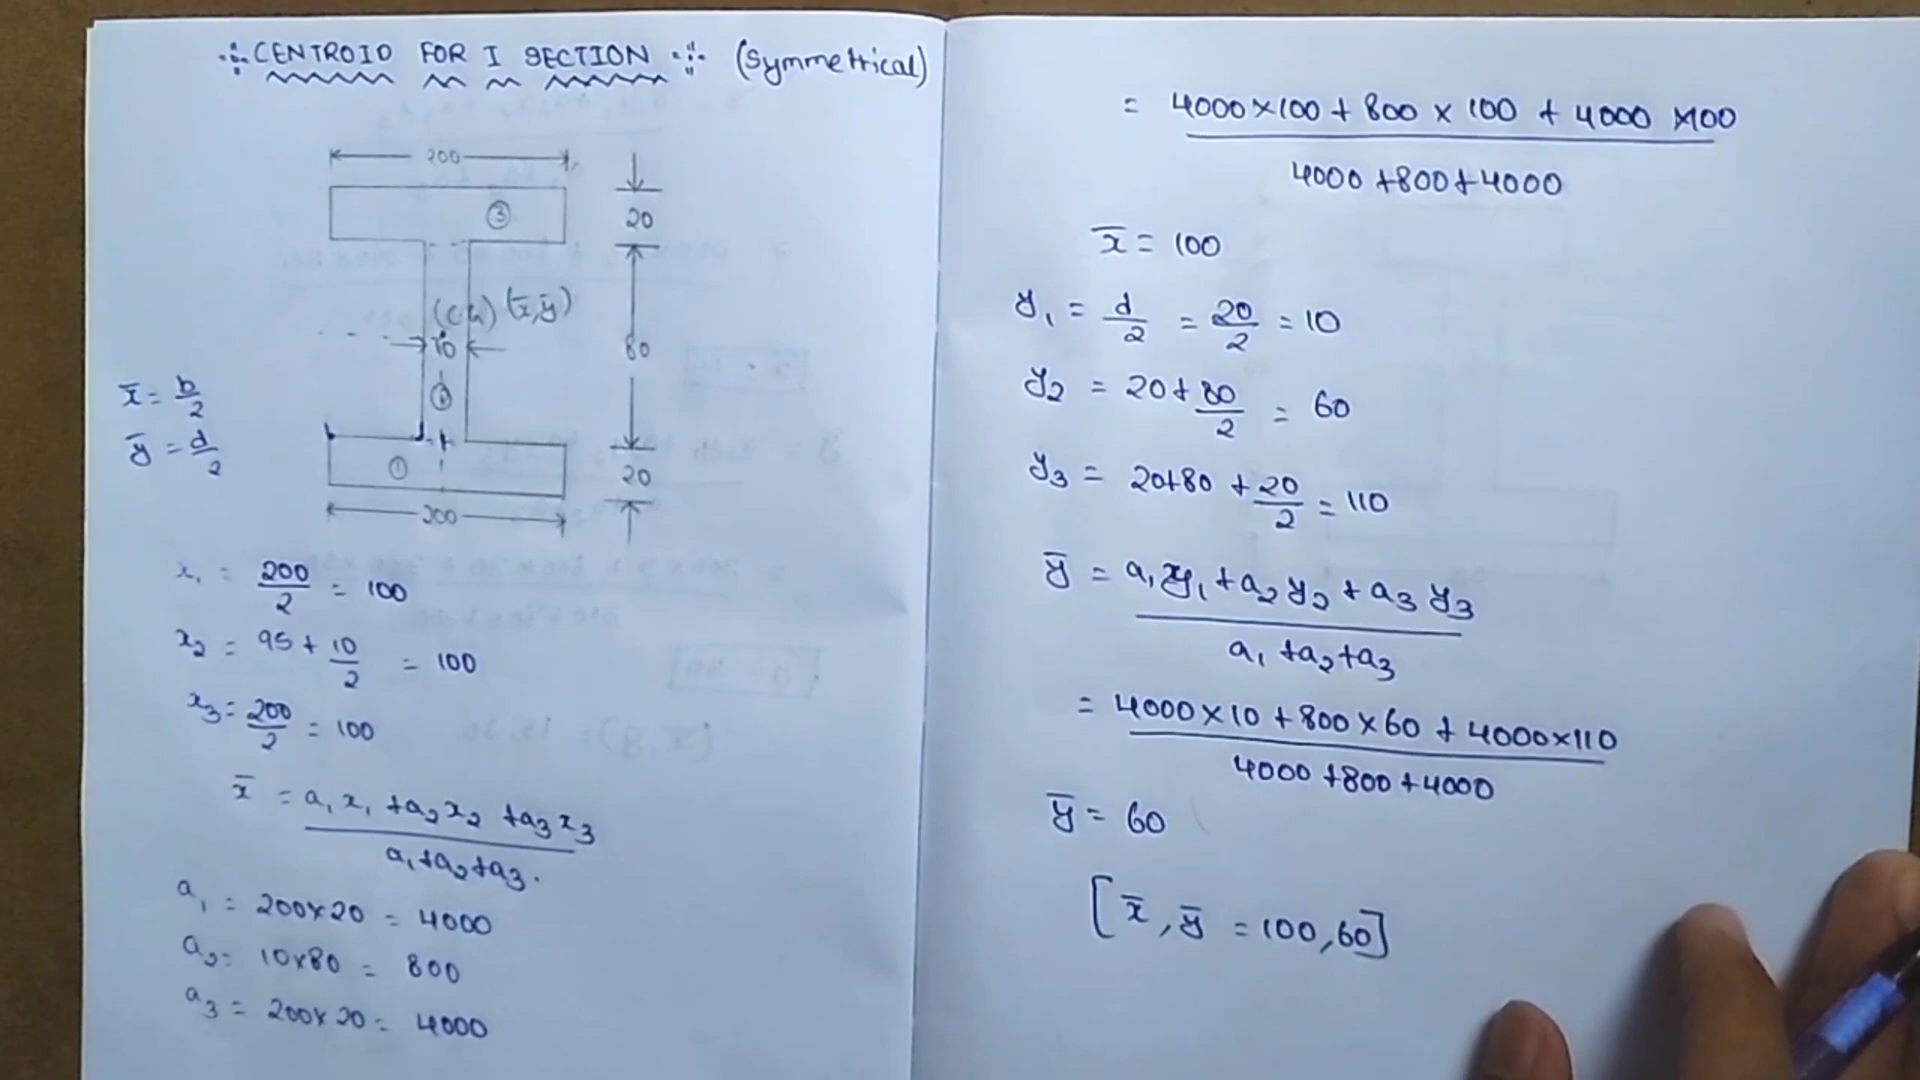 CENTROID FOR I SECTION (Symmetrical)
200
③
20
(CG) (x̄,ȳ)
10
80
x̄ = b/2
ȳ = d/2
①
20
200
x₁ = 200/2 = 100
x₂ = 95 + 10/2 = 100
x₃ = 200/2 = 100
x̄ = a₁x₁ + a₂x₂ + a₃x₃ / a₁+a₂+a₃.
a₁ = 200×20 = 4000
a₂ = 10×80 = 800
a₃ = 200×20 = 4000
= 4000×100 + 800×100 + 4000×100 / 4000+800+4000
x̄ = 100
y₁ = d/2 = 20/2 = 10
y₂ = 20 + 80/2 = 60
y₃ = 20+80 + 20/2 = 110
ȳ = a₁y₁ + a₂y₂ + a₃y₃ / a₁+a₂+a₃
= 4000×10 + 800×60 + 4000×110 / 4000+800+4000
ȳ = 60
[x̄, ȳ = 100, 60]